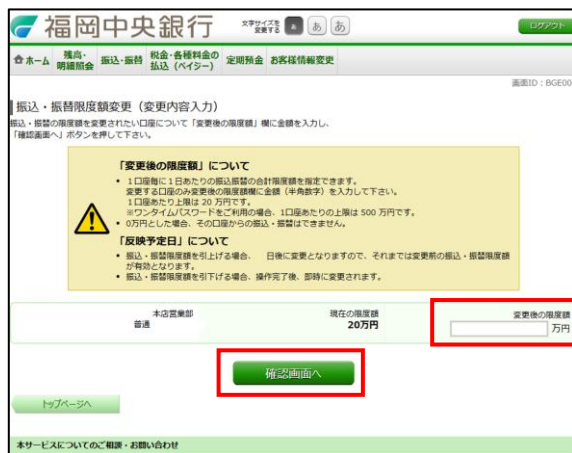 福岡中央銀行
文字サイズを
変更する
あ
あ
あ
ログアウト
ホーム
残高・
明細照会
振込・振替
税金・各種料金の
払込(ペイジー)
定期預金
お客様情報変更
画面ID:BGE00
振込・振替限度額変更(変更内容入力)
振込・振替の限度額を変更されたい口座について「変更後の限度額」欄に金額を入力し、
「確認画面へ」ボタンを押して下さい。
「変更後の限度額」について
• 1口座毎に1日あたりの振込振替の合計限度額を指定できます。
変更する口座のみ変更後の限度額欄に金額(半角数字)を入力して下さい。
1口座あたり上限は 20 万円です。
※ワンタイムパスワードをご利用の場合、1口座あたりの上限は 500 万円です。
• 0万円とした場合、その口座からの振込・振替はできません。
「反映予定日」について
• 振込・振替限度額を引上げる場合、 日後に変更となりますので、それまでは変更前の振込・振替限度額
が有効となります。
• 振込・振替限度額を引下げる場合、操作完了後、即時に変更されます。
本店営業部
普通
現在の限度額
20万円
変更後の限度額
万円
確認画面へ
トップページへ
本サービスについてのご相談・お問い合わせ